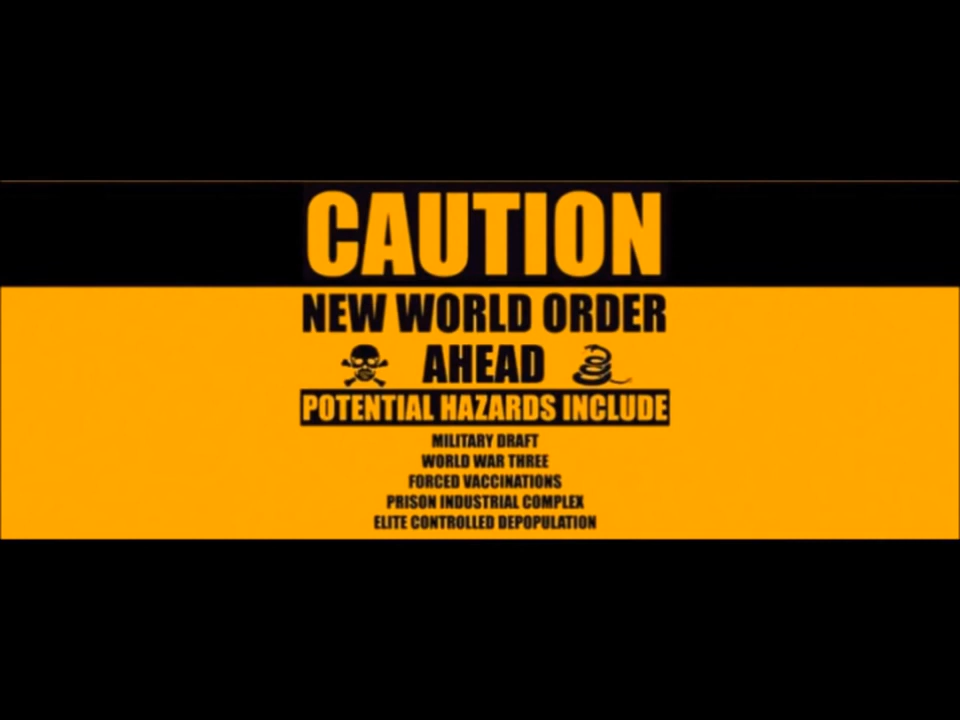 CAUTION
NEW WORLD ORDER
AHEAD
POTENTIAL HAZARDS INCLUDE
MILITARY DRAFT
WORLD WAR THREE
FORCED VACCINATIONS
PRISON INDUSTRIAL COMPLEX
ELITE CONTROLLED DEPOPULATION